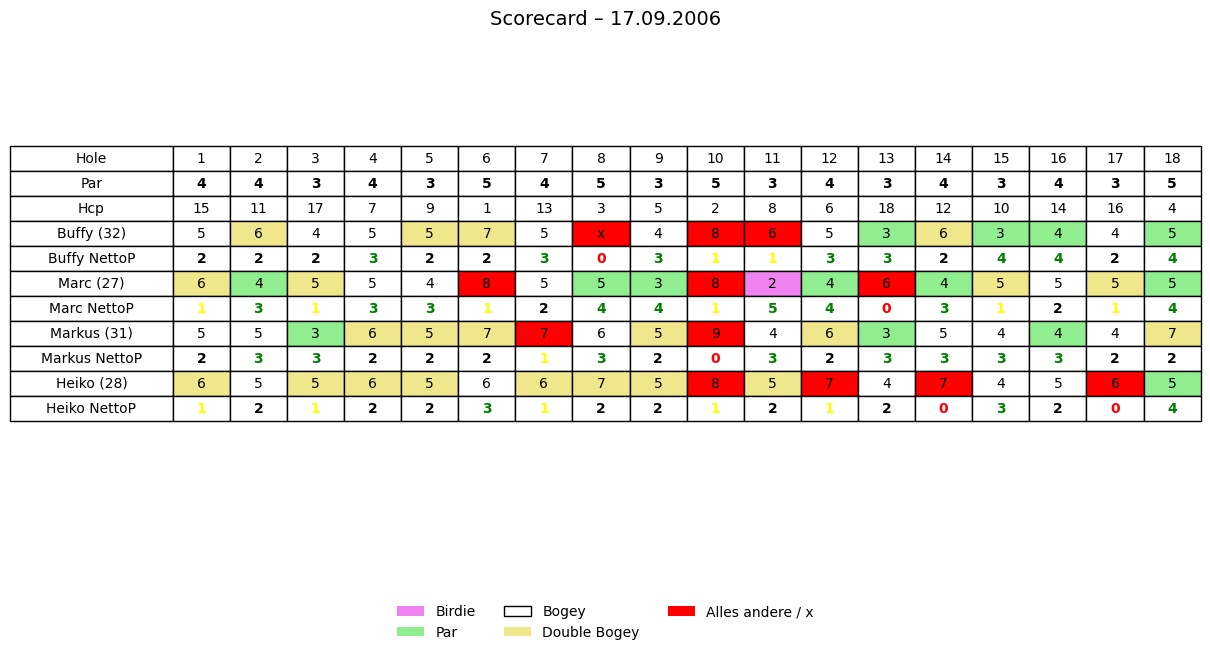 Scorecard – 17.09.2006
Hole 1 2 3 4 5 6 7 8 9 10 11 12 13 14 15 16 17 18
Par 4 4 3 4 3 5 4 5 3 5 3 4 3 4 3 4 3 5
Hcp 15 11 17 7 9 1 13 3 5 2 8 6 18 12 10 14 16 4
Buffy (32) 5 6 4 5 5 7 5 x 4 8 6 5 3 6 3 4 4 5
Buffy NettoP 2 2 2 3 2 2 3 0 3 1 1 3 3 2 4 4 2 4
Marc (27) 6 4 5 5 4 8 5 5 3 8 2 4 6 4 5 5 5 5
Marc NettoP 1 3 1 3 3 1 2 4 4 1 5 4 0 3 1 2 1 4
Markus (31) 5 5 3 6 5 7 7 6 5 9 4 6 3 5 4 4 4 7
Markus NettoP 2 3 3 2 2 2 1 3 2 0 3 2 3 3 3 3 2 2
Heiko (28) 6 5 5 6 5 6 6 7 5 8 5 7 4 7 4 5 6 5
Heiko NettoP 1 2 1 2 2 3 1 2 2 1 2 1 2 0 3 2 0 4
Birdie Bogey Alles andere / x
Par Double Bogey